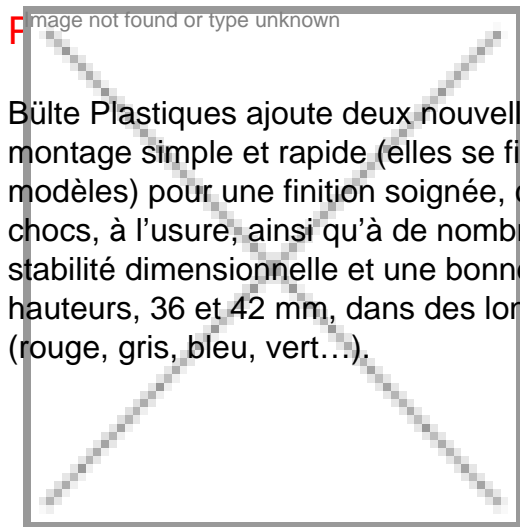 Image not found or type unknown
Bülte Plastiques ajoute deux nouvell
montage simple et rapide (elles se fi
modèles) pour une finition soignée,
chocs, à l'usure, ainsi qu'à de nombr
stabilité dimensionnelle et une bonne
hauteurs, 36 et 42 mm, dans des lon
(rouge, gris, bleu, vert…).